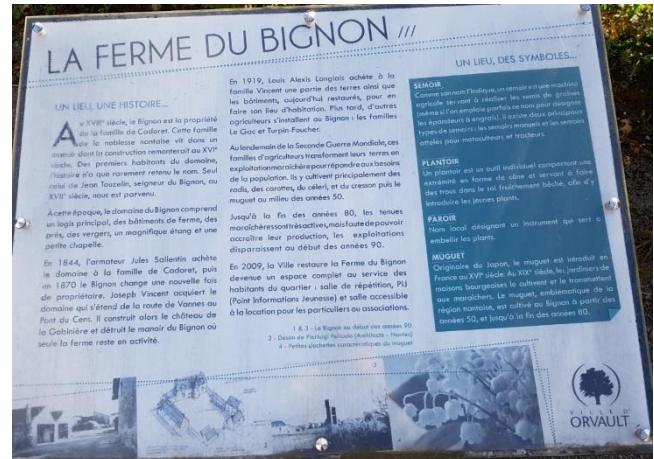 LA FERME DU BIGNON ///
UN LIEU, UNE HISTOIRE...
Au XVIIIe siècle, le Bignon est la propriété
de la famille de Cadoret. Cette famille
de la noblesse nantaise vit dans un
manoir dont la construction remonterait au XVIe
siècle. Des premiers habitants du domaine,
l'histoire n'a que rarement retenu le nom. Seul
celui de Jean Touzelin, seigneur du Bignon, au
XVIIe siècle, nous est parvenu.
À cette époque, le domaine du Bignon comprend
un logis principal, des bâtiments de ferme, des
prés, des vergers, un magnifique étang et une
petite chapelle.
En 1844, l'armateur Jules Sallentin achète
le domaine à la famille de Cadoret, puis
en 1870 le Bignon change une nouvelle fois
de propriétaire. Joseph Vincent acquiert le
domaine qui s'étend de la route de Vannes au
Pont du Cens. Il construit alors le château de
la Gobinière et détruit le manoir du Bignon où
seule la ferme reste en activité.
En 1919, Louis Alexis Langlais achète à la
famille Vincent une partie des terres ainsi que
les bâtiments, aujourd'hui restaurés, pour en
faire son lieu d'habitation. Plus tard, d'autres
agriculteurs s'installent au Bignon : les familles
Le Gac et Turpin-Foucher.
Au lendemain de la Seconde Guerre Mondiale, ces
familles d'agriculteurs transforment leurs terres en
exploitation maraîchère pour répondre aux besoins
de la population. Ils y cultivent principalement des
radis, des carottes, du céleri, et du cresson puis le
muguet au milieu des années 50.
Jusqu'à la fin des années 80, les tenues
maraîchères sont très actives, mais faute de pouvoir
accroître leur production, les exploitations
disparaissent au début des années 90.
En 2009, la Ville restaure la Ferme du Bignon
devenue un espace complet au service des
habitants du quartier : salle de répétition, PIJ
(Point Informations Jeunesse) et salle accessible
à la location pour les particuliers ou associations.
1 & 3 - Le Bignon au début des années 90
2 - Dessin de Pierluigi Pericolo (Architecte - Nantes)
4 - Petites clochettes caractéristiques du muguet
UN LIEU, DES SYMBOLES...
SEMOIR
Comme son nom l'indique, un semoir est une machine
agricole servant à réaliser les semis de graines
(même si l'on emploie parfois ce nom pour désigner
les épandeurs à engrais). Il existe deux principaux
types de semoirs : les semoirs manuels et les semoirs
attelés pour motoculteurs et tracteurs.
PLANTOIR
Un plantoir est un outil individuel comportant une
extrémité en forme de cône et servant à faire
des trous dans le sol fraîchement bêché, afin d'y
introduire les jeunes plants.
PAROIR
Nom local désignant un instrument qui sert à
embellir les plants.
MUGUET
Originaire du Japon, le muguet est introduit en
France au XVIe siècle. Au XIXe siècle, les jardiniers de
maisons bourgeoises le cultivent et le transmettent
aux maraîchers. Le muguet, emblématique de la
région nantaise, est cultivé au Bignon à partir des
années 50, et jusqu'à la fin des années 80.
2
3
VILLE D'
ORVAULT